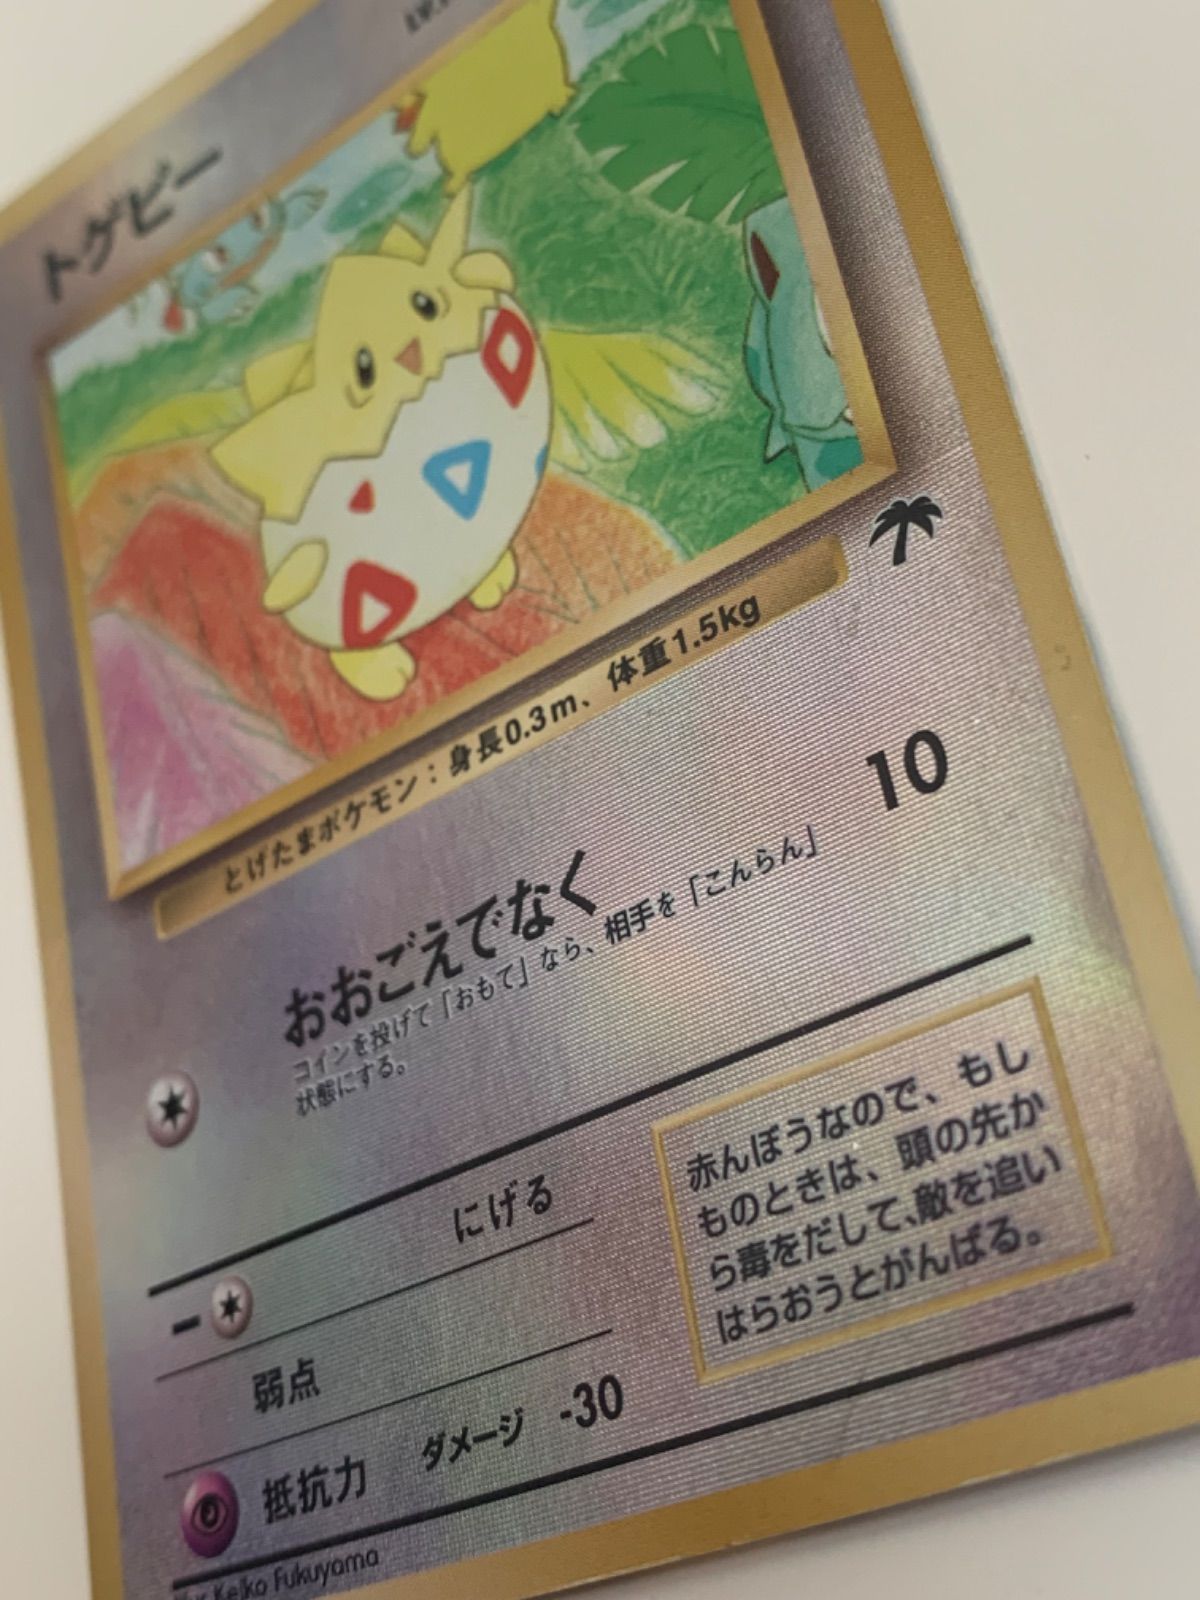 トゲピー
とげたまポケモン：身長0.3m、体重1.5kg
おおごえでなく 10
コインを投げて「おもて」なら、相手を「こんらん」
状態にする。
にげる
弱点
抵抗力 ダメージ -30
赤んぼうなので、もし
ものときは、頭の先か
ら毒をだして、敵を追い
はらおうとがんばる。
Keiko Fukuyama